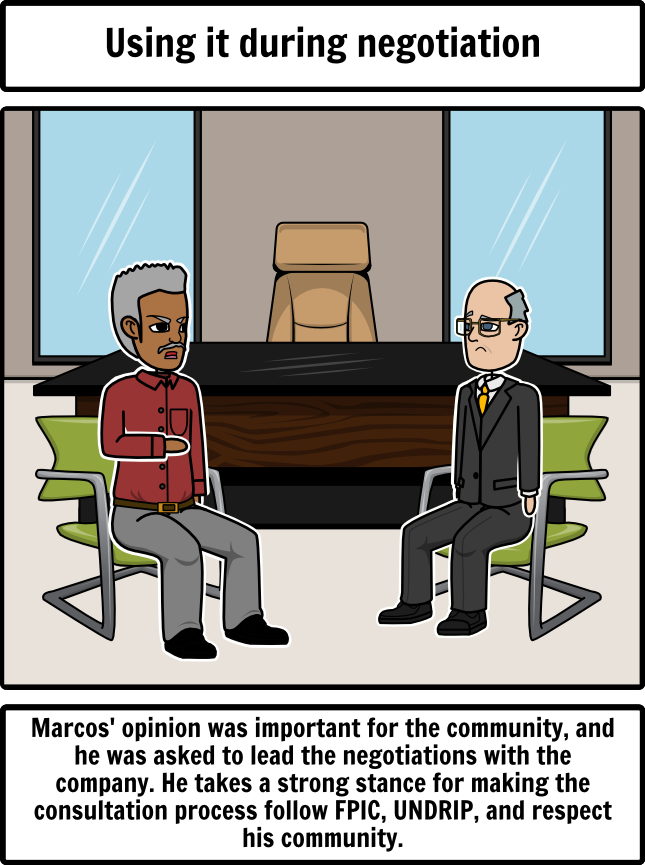 Using it during negotiation
Marcos' opinion was important for the community, and
he was asked to lead the negotiations with the
company. He takes a strong stance for making the
consultation process follow FPIC, UNDRIP, and respect
his community.